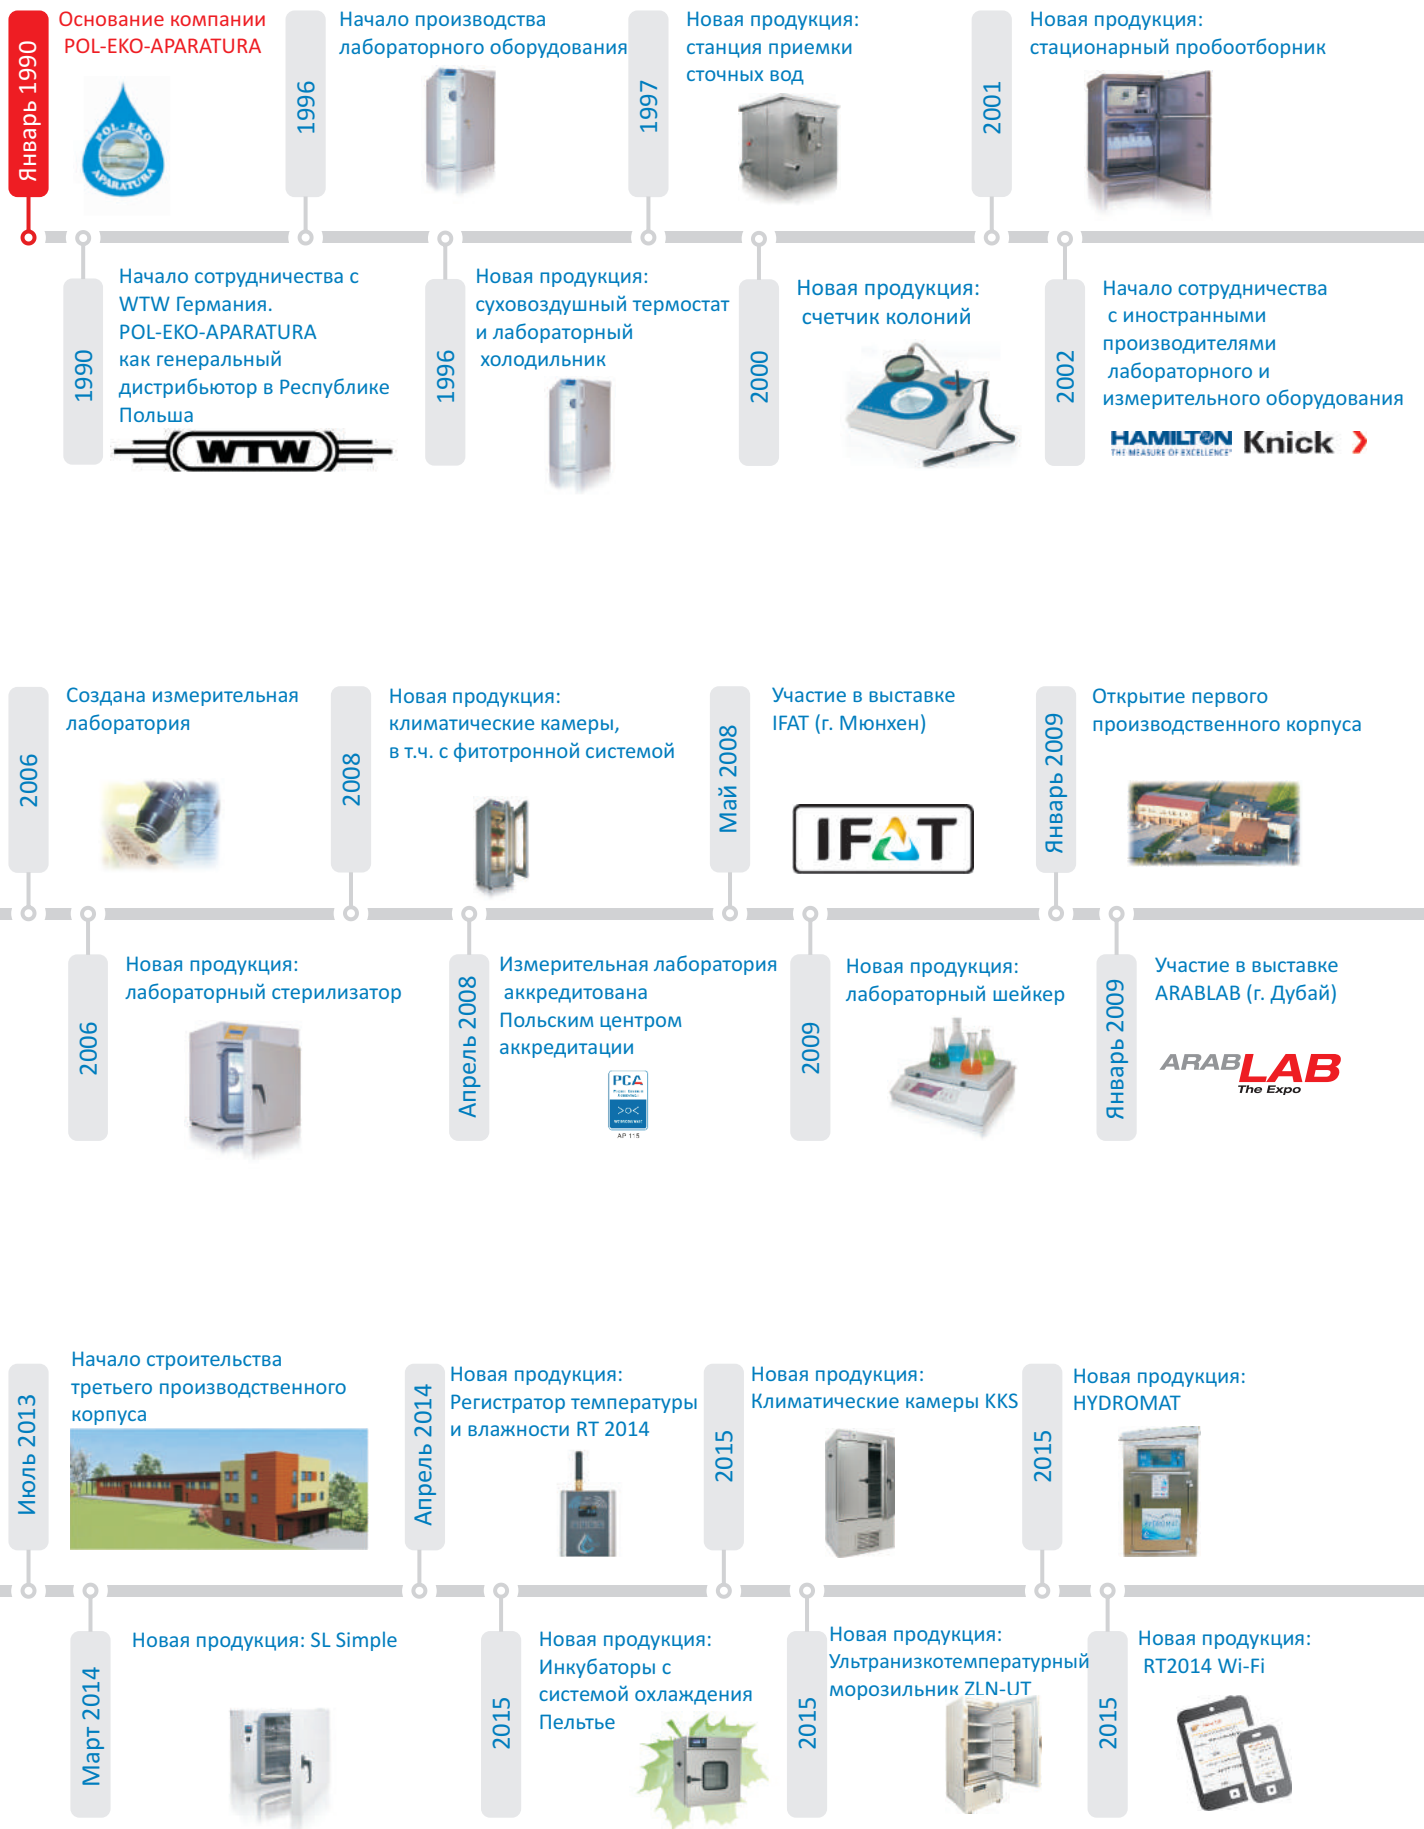 Январь 1990
Основание компании
POL-EKO-APARATURA
POL - EKO
APARATURA
1996
Начало производства
лабораторного оборудования
1997
Новая продукция:
станция приемки
сточных вод
2001
Новая продукция:
стационарный пробоотборник
1990
Начало сотрудничества с
WTW Германия.
POL-EKO-APARATURA
как генеральный
дистрибьютор в Республике
Польша
WTW
1996
Новая продукция:
суховоздушный термостат
и лабораторный
холодильник
2000
Новая продукция:
счетчик колоний
2002
Начало сотрудничества
с иностранными
производителями
лабораторного и
измерительного оборудования
HAMILTON
THE MEASURE OF EXCELLENCE
Knick
2006
Создана измерительная
лаборатория
2008
Новая продукция:
климатические камеры,
в т.ч. с фитотронной системой
Май 2008
Участие в выставке
IFAT (г. Мюнхен)
IFAT
Январь 2009
Открытие первого
производственного корпуса
2006
Новая продукция:
лабораторный стерилизатор
Апрель 2008
Измерительная лаборатория
аккредитована
Польским центром
аккредитации
PCA
AP 115
2009
Новая продукция:
лабораторный шейкер
Январь 2009
Участие в выставке
ARABLAB (г. Дубай)
ARABLAB
The Expo
Июль 2013
Начало строительства
третьего производственного
корпуса
Апрель 2014
Новая продукция:
Регистратор температуры
и влажности RT 2014
2015
Новая продукция:
Климатические камеры KKS
2015
Новая продукция:
HYDROMAT
Март 2014
Новая продукция: SL Simple
2015
Новая продукция:
Инкубаторы с
системой охлаждения
Пельтье
2015
Новая продукция:
Ультранизкотемпературный
морозильник ZLN-UT
2015
Новая продукция:
RT2014 Wi-Fi